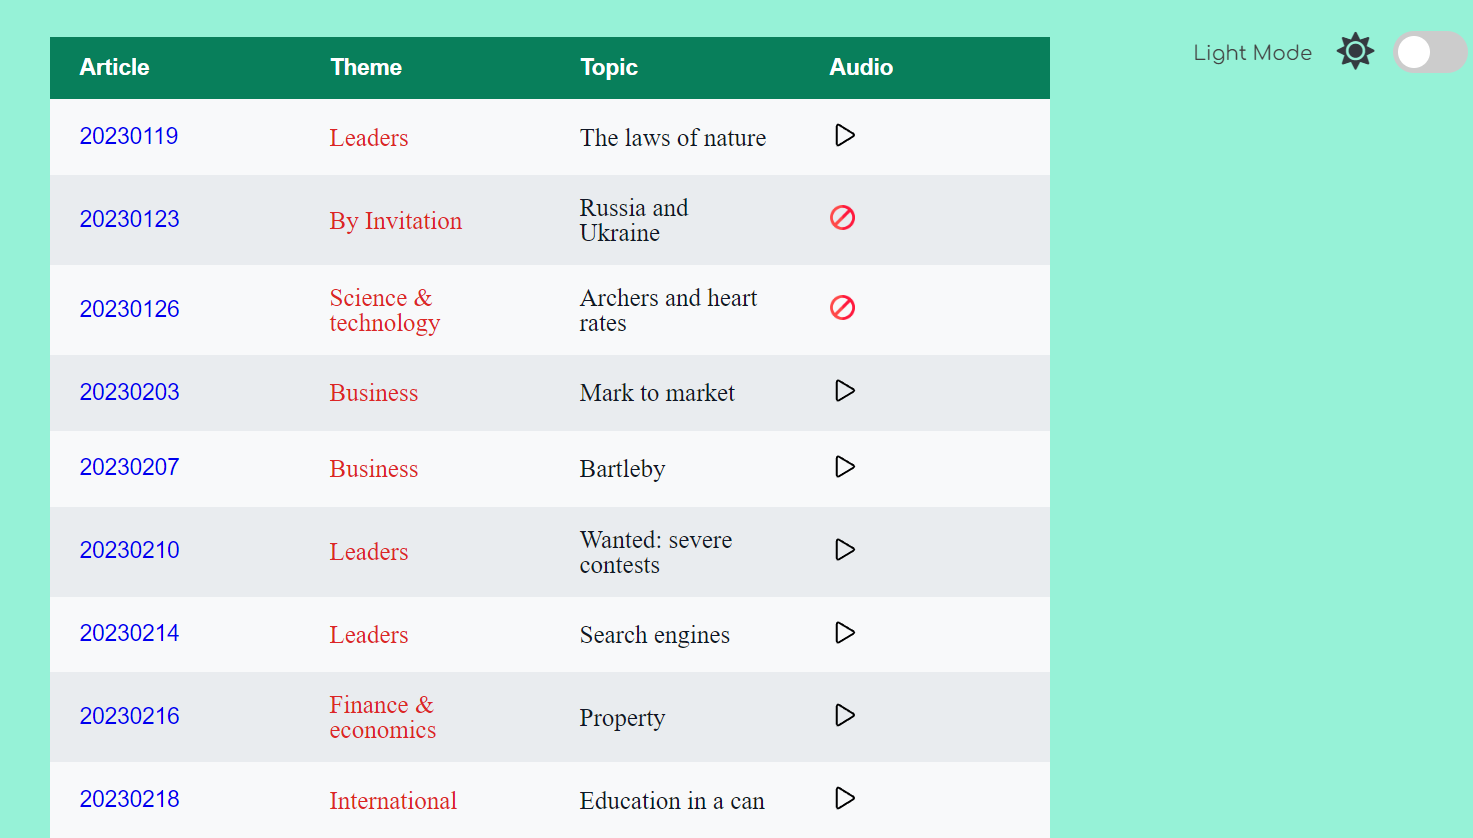 Light Mode
Article Theme Topic Audio
20230119 Leaders The laws of nature
20230123 By Invitation Russia and
Ukraine
20230126 Science &
technology
Archers and heart
rates
20230203 Business Mark to market
20230207 Business Bartleby
20230210 Leaders Wanted: severe
contests
20230214 Leaders Search engines
20230216 Finance &
economics
Property
20230218 International Education in a can